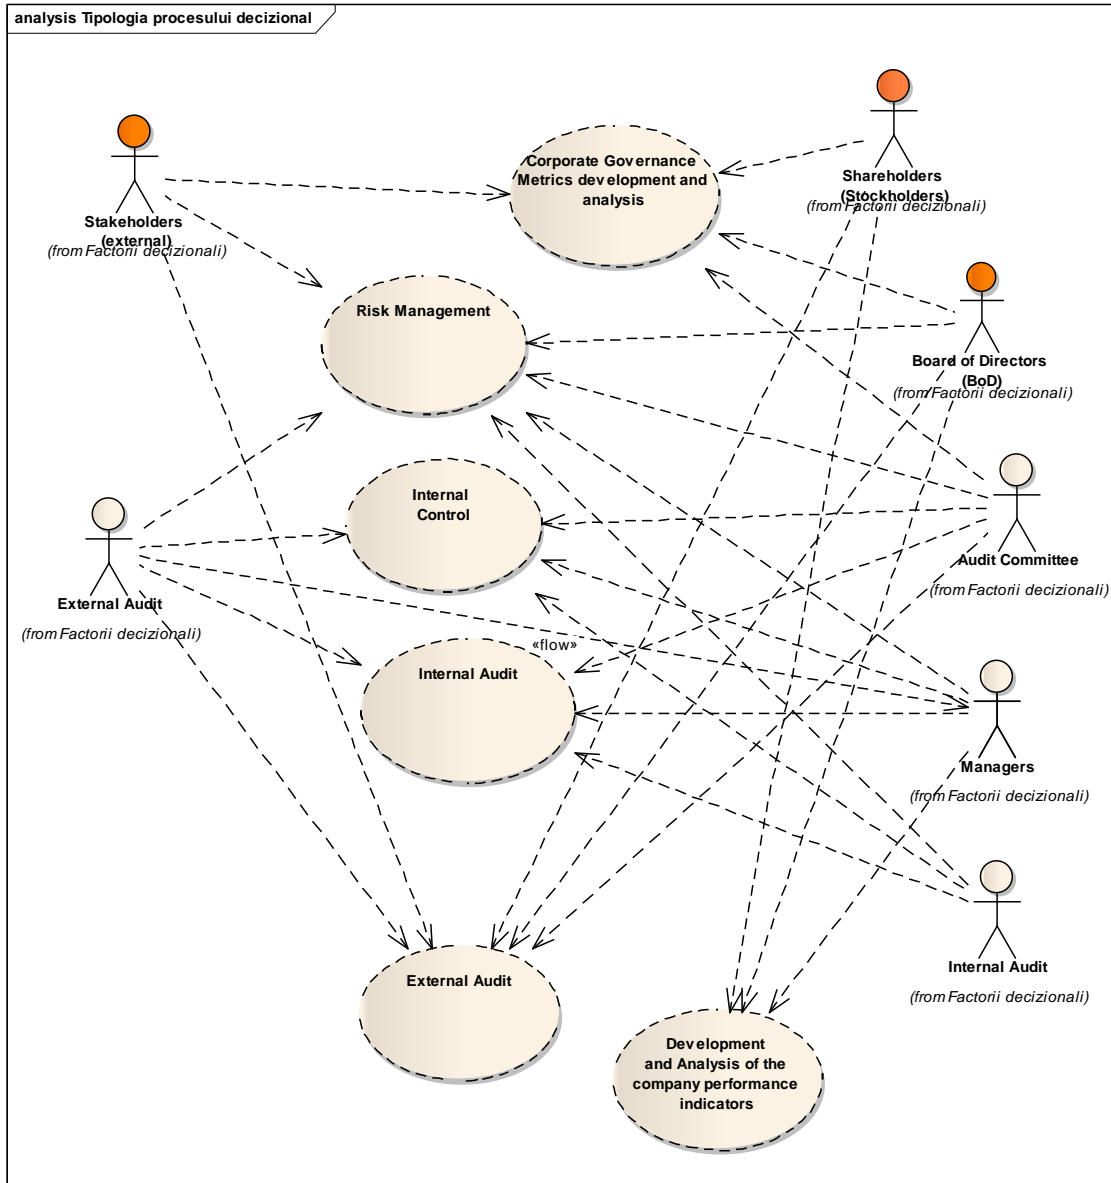 analysis Tipologia procesului decizional
Stakeholders
(external)
(from Factorii decizionali)
Corporate Governance
Metrics development and
analysis
Shareholders
(Stockholders)
(from Factorii decizionali)
Risk Management
Board of Directors
(BoD)
(from Factorii decizionali)
Internal
Control
Audit Committee
(from Factorii decizionali)
External Audit
(from Factorii decizionali)
«flow»
Internal Audit
Managers
(from Factorii decizionali)
Internal Audit
(from Factorii decizionali)
External Audit
Development
and Analysis of the
company performance
indicators